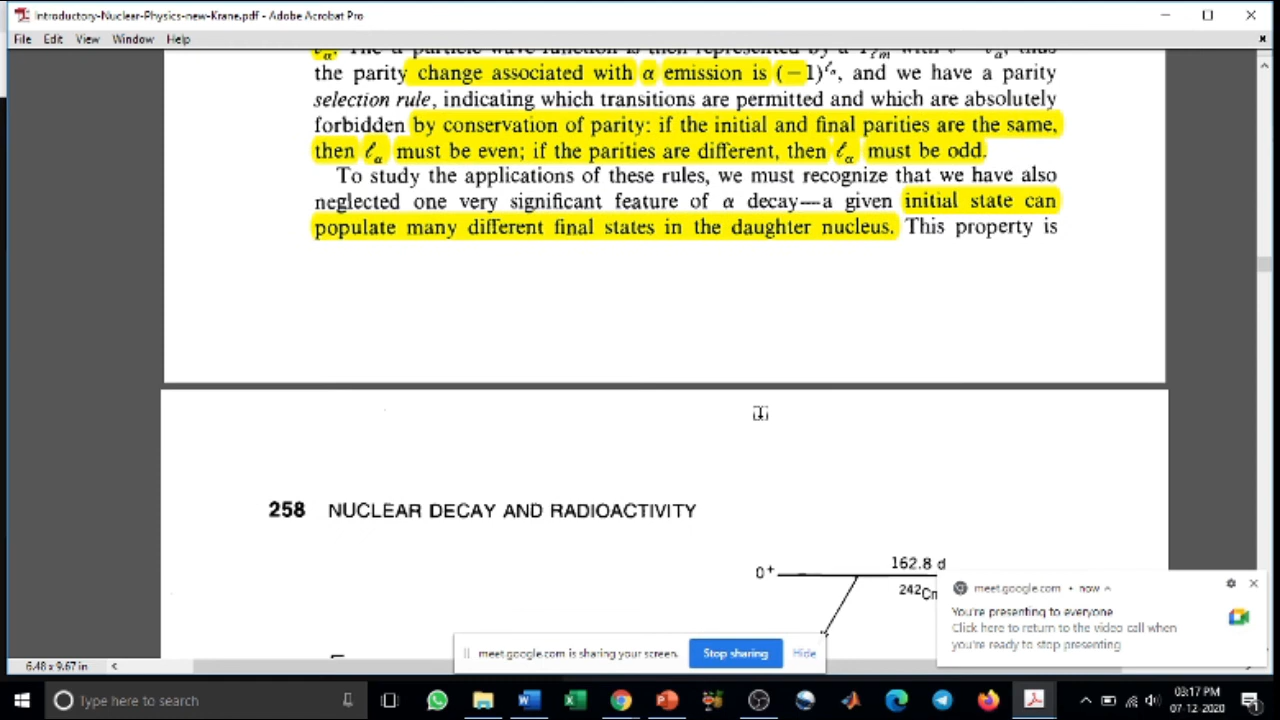 Introductory-Nuclear-Physics-new-Krane.pdf - Adobe Acrobat Pro
File Edit View Window Help
the parity change associated with α emission is (−1)^ℓα, and we have a parity
selection rule, indicating which transitions are permitted and which are absolutely
forbidden by conservation of parity: if the initial and final parities are the same,
then ℓα must be even; if the parities are different, then ℓα must be odd.
To study the applications of these rules, we must recognize that we have also
neglected one very significant feature of α decay—a given initial state can
populate many different final states in the daughter nucleus. This property is
258 NUCLEAR DECAY AND RADIOACTIVITY
0+ 162.8 d
242
meet.google.com • now
You're presenting to everyone
Click here to return to the video call when
you're ready to stop presenting
meet.google.com is sharing your screen. Stop sharing Hide
6.48 x 9.67 in
Type here to search
03:17 PM
07-12-2020